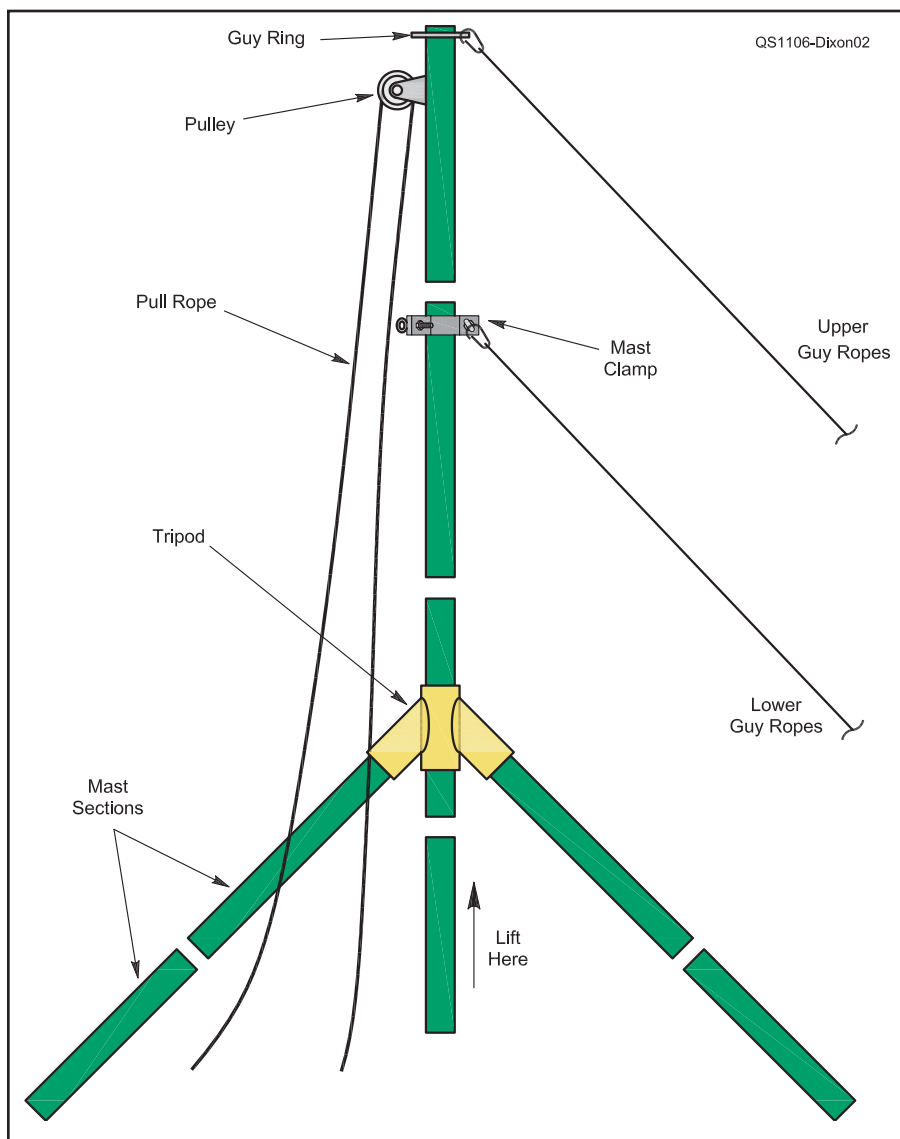 Guy Ring
QS1106-Dixon02
Pulley
Pull Rope
Upper
Guy Ropes
Mast
Clamp
Tripod
Lower
Guy Ropes
Mast
Sections
Lift
Here